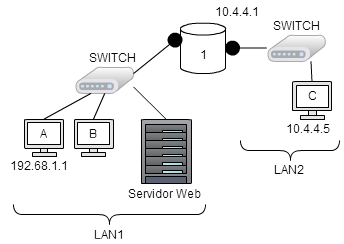 10.4.4.1
SWITCH
SWITCH
1
A
B
C
192.68.1.1
10.4.4.5
Servidor Web
LAN2
LAN1